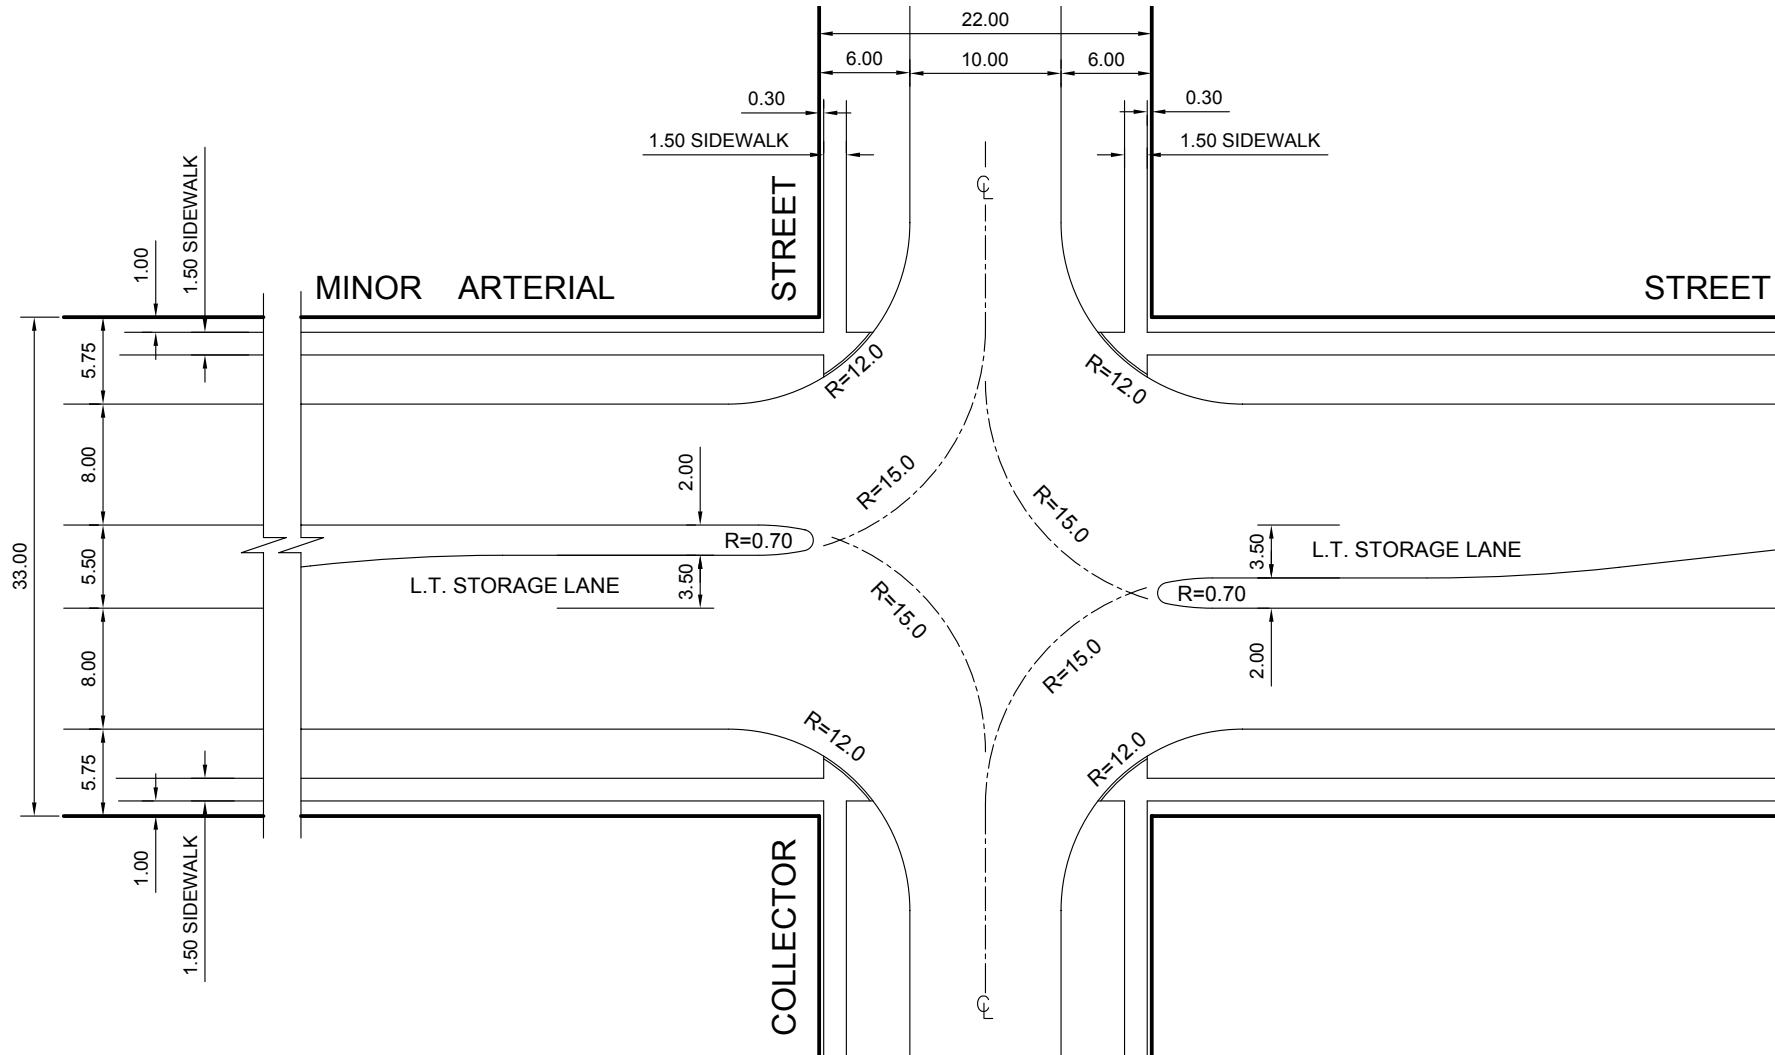 22.00
6.00
10.00
6.00
0.30
0.30
1.50 SIDEWALK
1.50 SIDEWALK
℄
STREET
1.50 SIDEWALK
1.00
MINOR ARTERIAL
STREET
5.75
R=12.0
R=12.0
8.00
2.00
R=15.0
R=15.0
33.00
5.50
R=0.70
3.50
L.T. STORAGE LANE
L.T. STORAGE LANE
3.50
R=0.70
R=15.0
R=15.0
8.00
2.00
R=12.0
R=12.0
5.75
1.00
1.50 SIDEWALK
COLLECTOR
℄